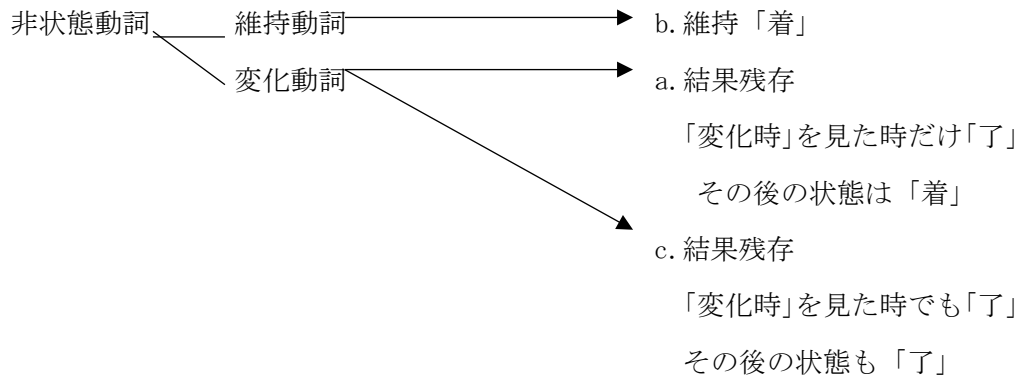 非状態動詞 維持動詞 b.維持「着」
変化動詞 a.結果残存
「変化時」を見た時だけ「了」
その後の状態は「着」
c.結果残存
「変化時」を見た時でも「了」
その後の状態も「了」